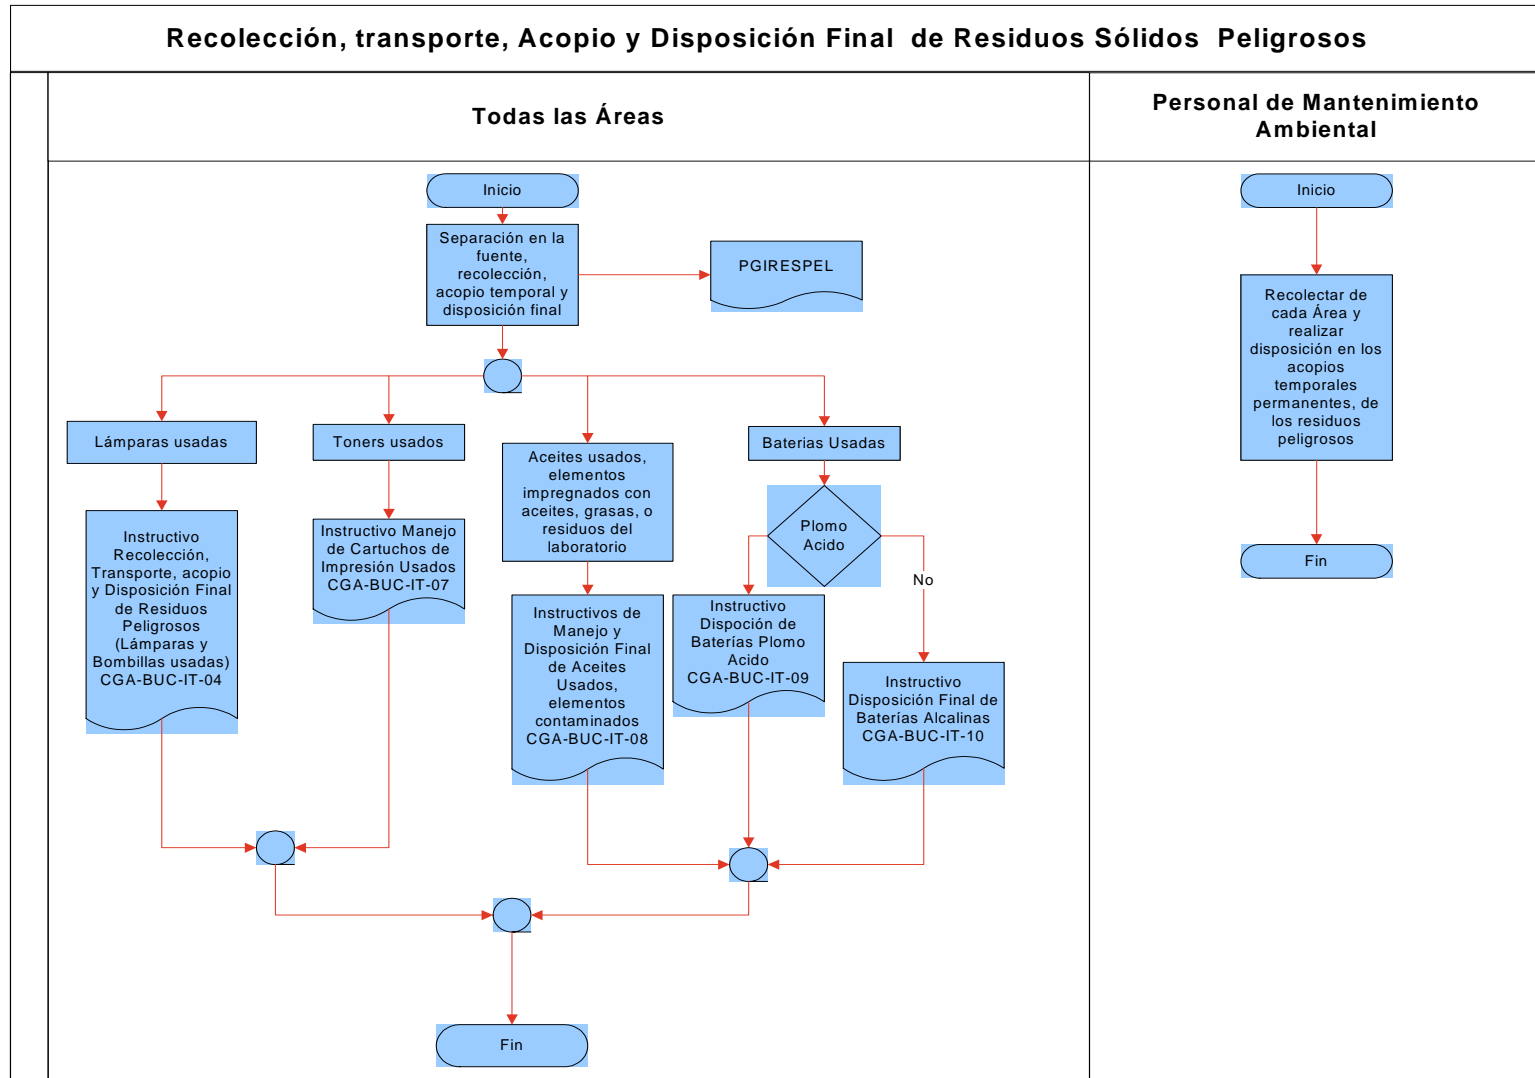 Recolección, transporte, Acopio y Disposición Final de Residuos Sólidos Peligrosos
Todas las Áreas
Personal de Mantenimiento
Ambiental
Inicio
Separación en la
fuente,
recolección,
acopio temporal y
disposición final
PGIRESPEL
Lámparas usadas
Toners usados
Aceites usados,
elementos
impregnados con
aceites, grasas, o
residuos del
laboratorio
Baterias Usadas
Plomo
Acido
No
Instructivo
Recolección,
Transporte, acopio
y Disposición Final
de Residuos
Peligrosos
(Lámparas y
Bombillas usadas)
CGA-BUC-IT-04
Instructivo Manejo
de Cartuchos de
Impresión Usados
CGA-BUC-IT-07
Instructivos de
Manejo y
Disposición Final
de Aceites
Usados,
elementos
contaminados
CGA-BUC-IT-08
Instructivo
Dispoción de
Baterías Plomo
Acido
CGA-BUC-IT-09
Instructivo
Disposición Final de
Baterías Alcalinas
CGA-BUC-IT-10
Fin
Inicio
Recolectar de
cada Área y
realizar
disposición en los
acopios
temporales
permanentes, de
los residuos
peligrosos
Fin